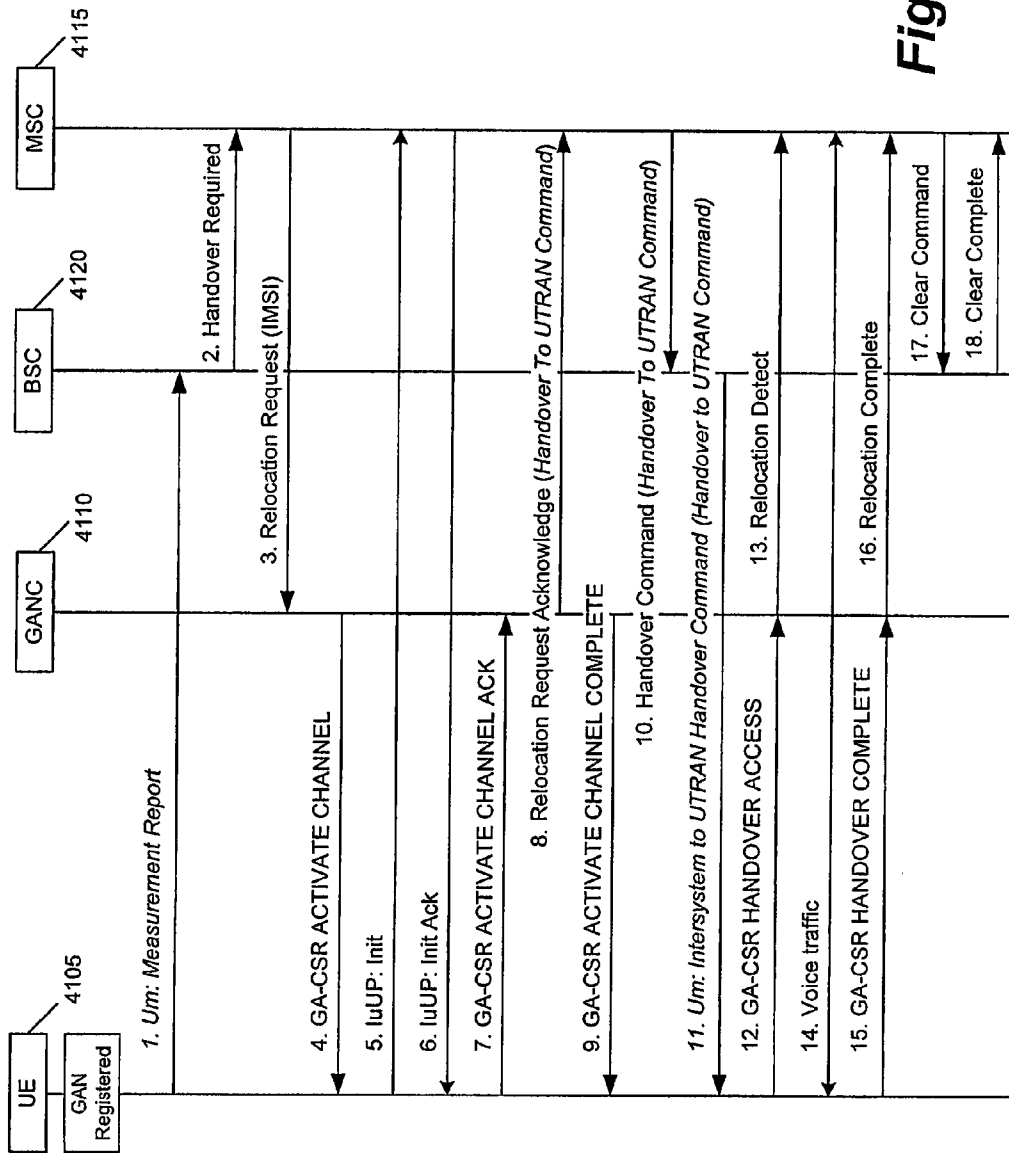 UE
4105
GAN
Registered
GANC
4110
BSC
4120
MSC
4115
1. Um: Measurement Report
2. Handover Required
3. Relocation Request (IMSI)
4. GA-CSR ACTIVATE CHANNEL
5. IuUP: Init
6. IuUP: Init Ack
7. GA-CSR ACTIVATE CHANNEL ACK
8. Relocation Request Acknowledge (Handover To UTRAN Command)
9. GA-CSR ACTIVATE CHANNEL COMPLETE
10. Handover Command (Handover To UTRAN Command)
11. Um: Intersystem to UTRAN Handover Command (Handover to UTRAN Command)
12. GA-CSR HANDOVER ACCESS
13. Relocation Detect
14. Voice traffic
15. GA-CSR HANDOVER COMPLETE
16. Relocation Complete
17. Clear Command
18. Clear Complete
Fig